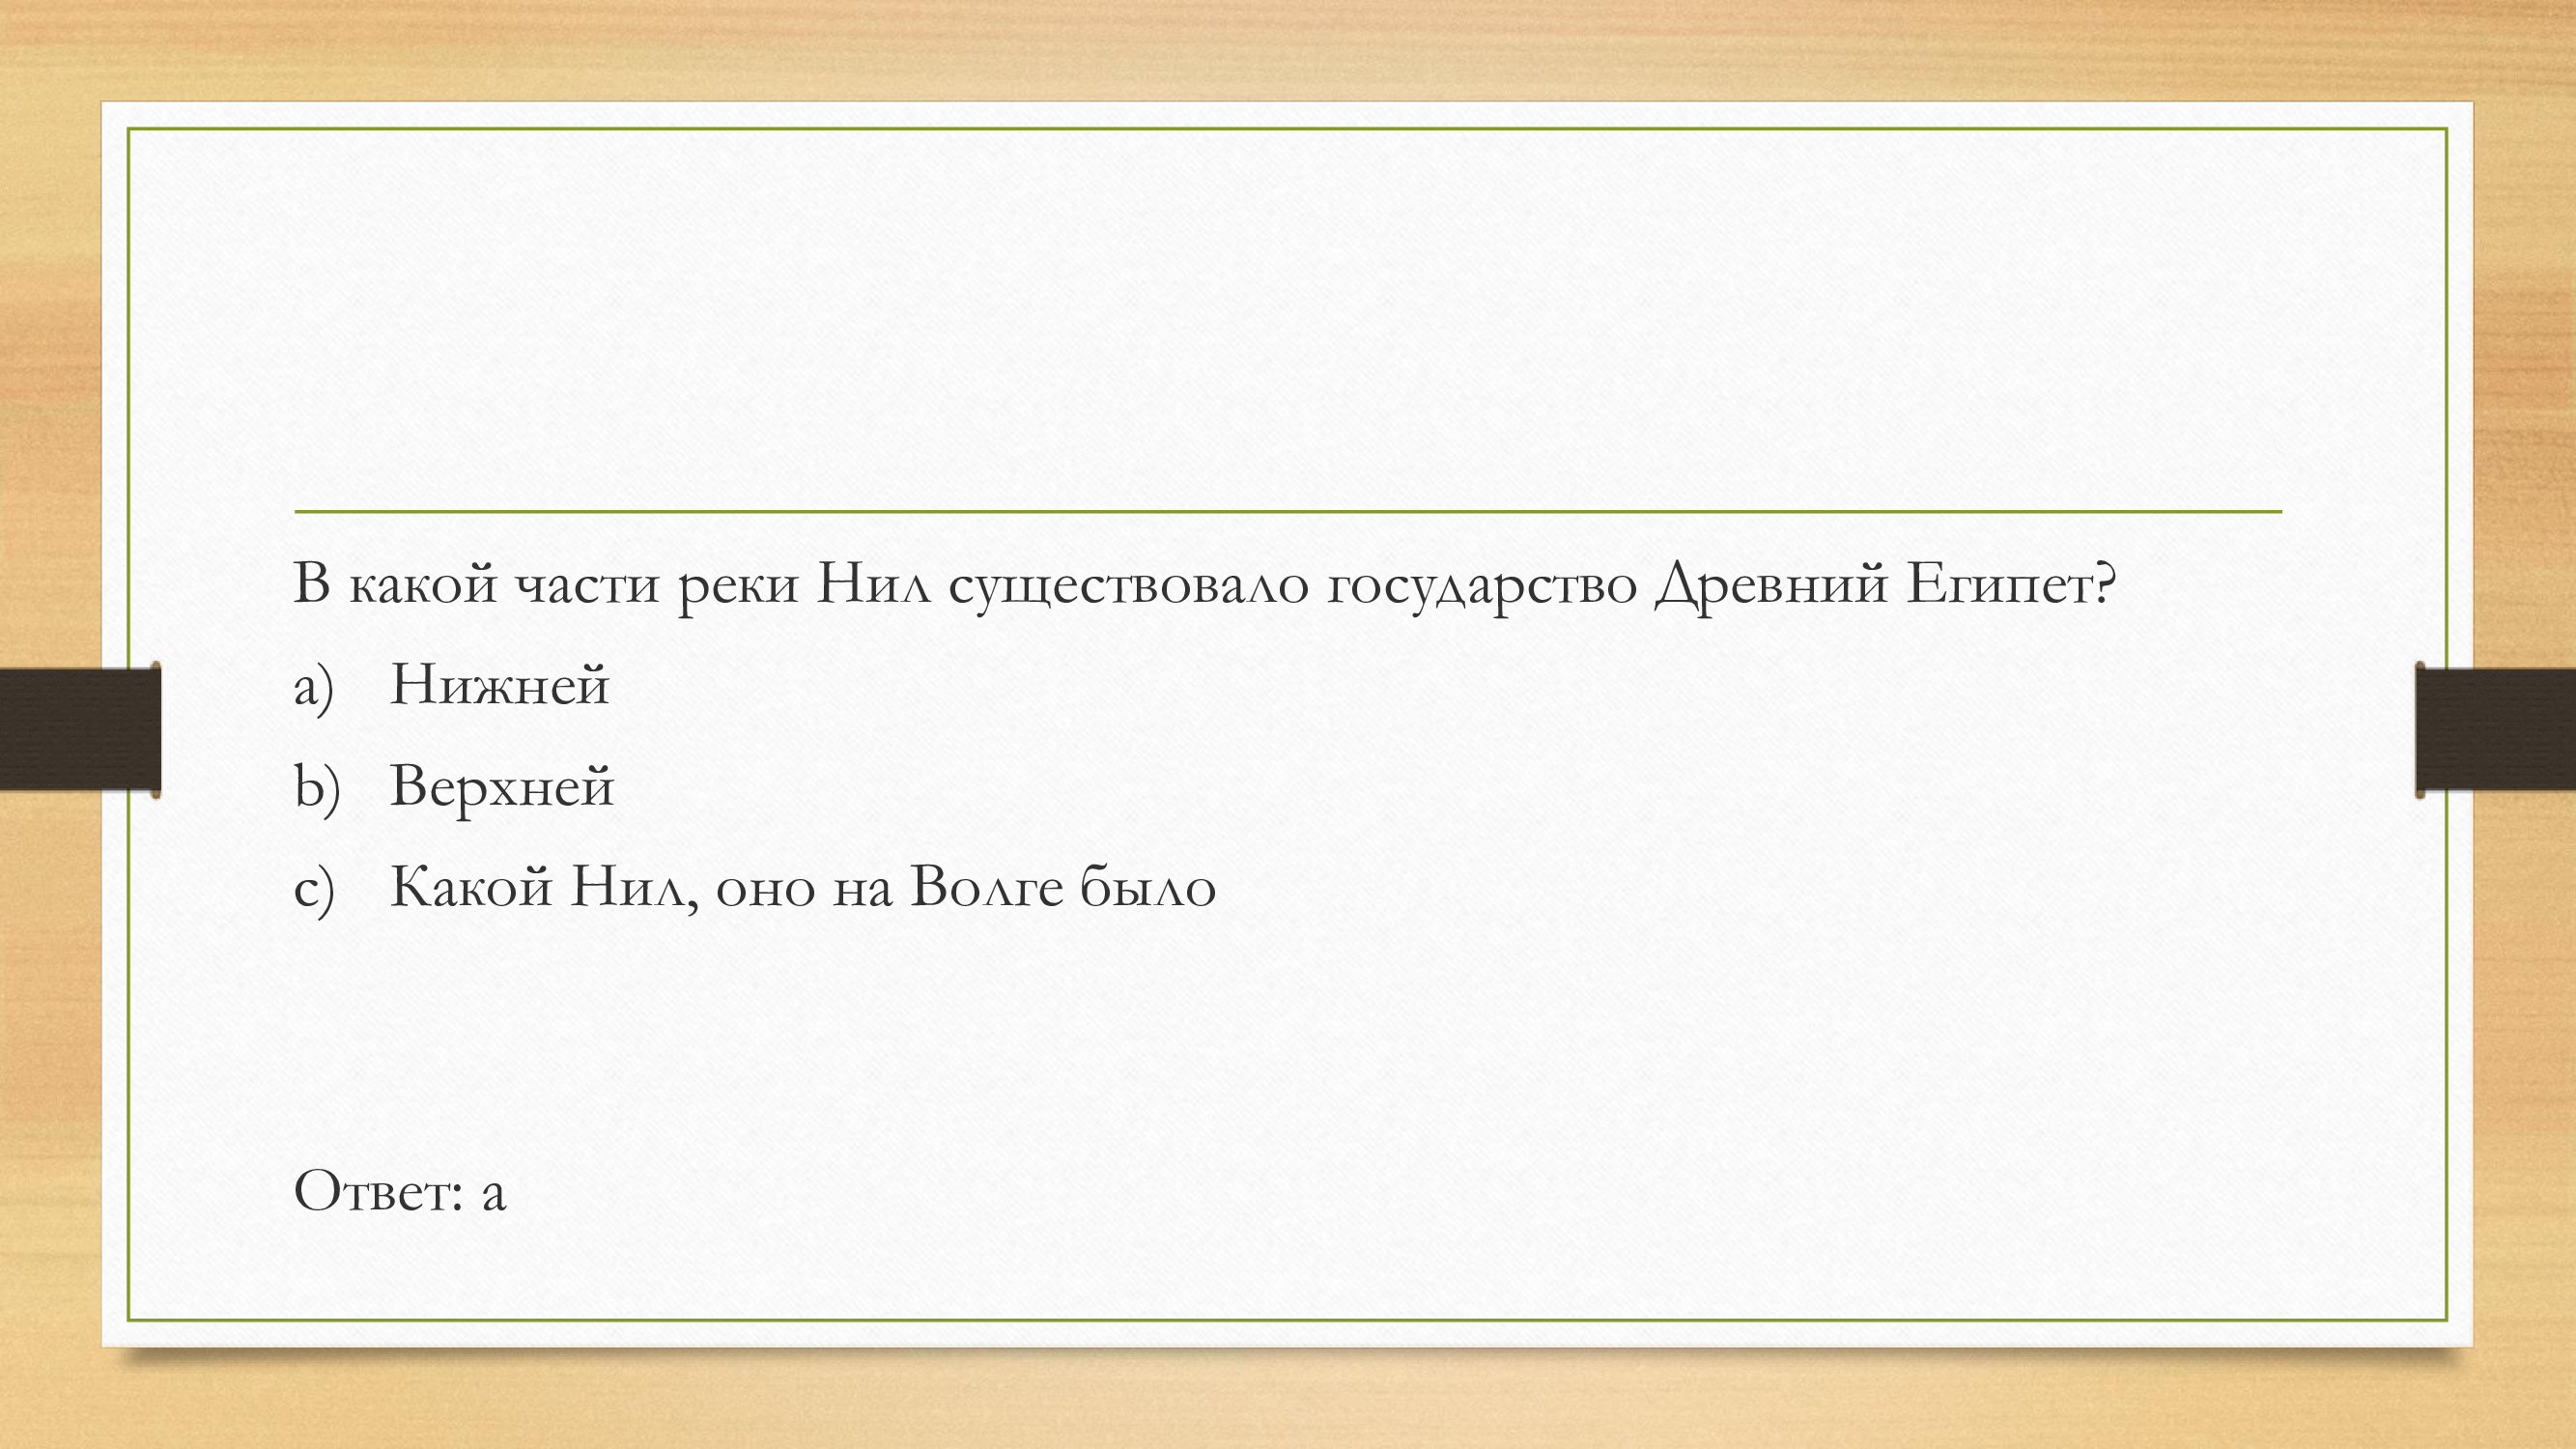 В какой части реки Нил существовало государство Древний Египет?
a) Нижней
b) Верхней
c) Какой Нил, оно на Волге было
Ответ: а